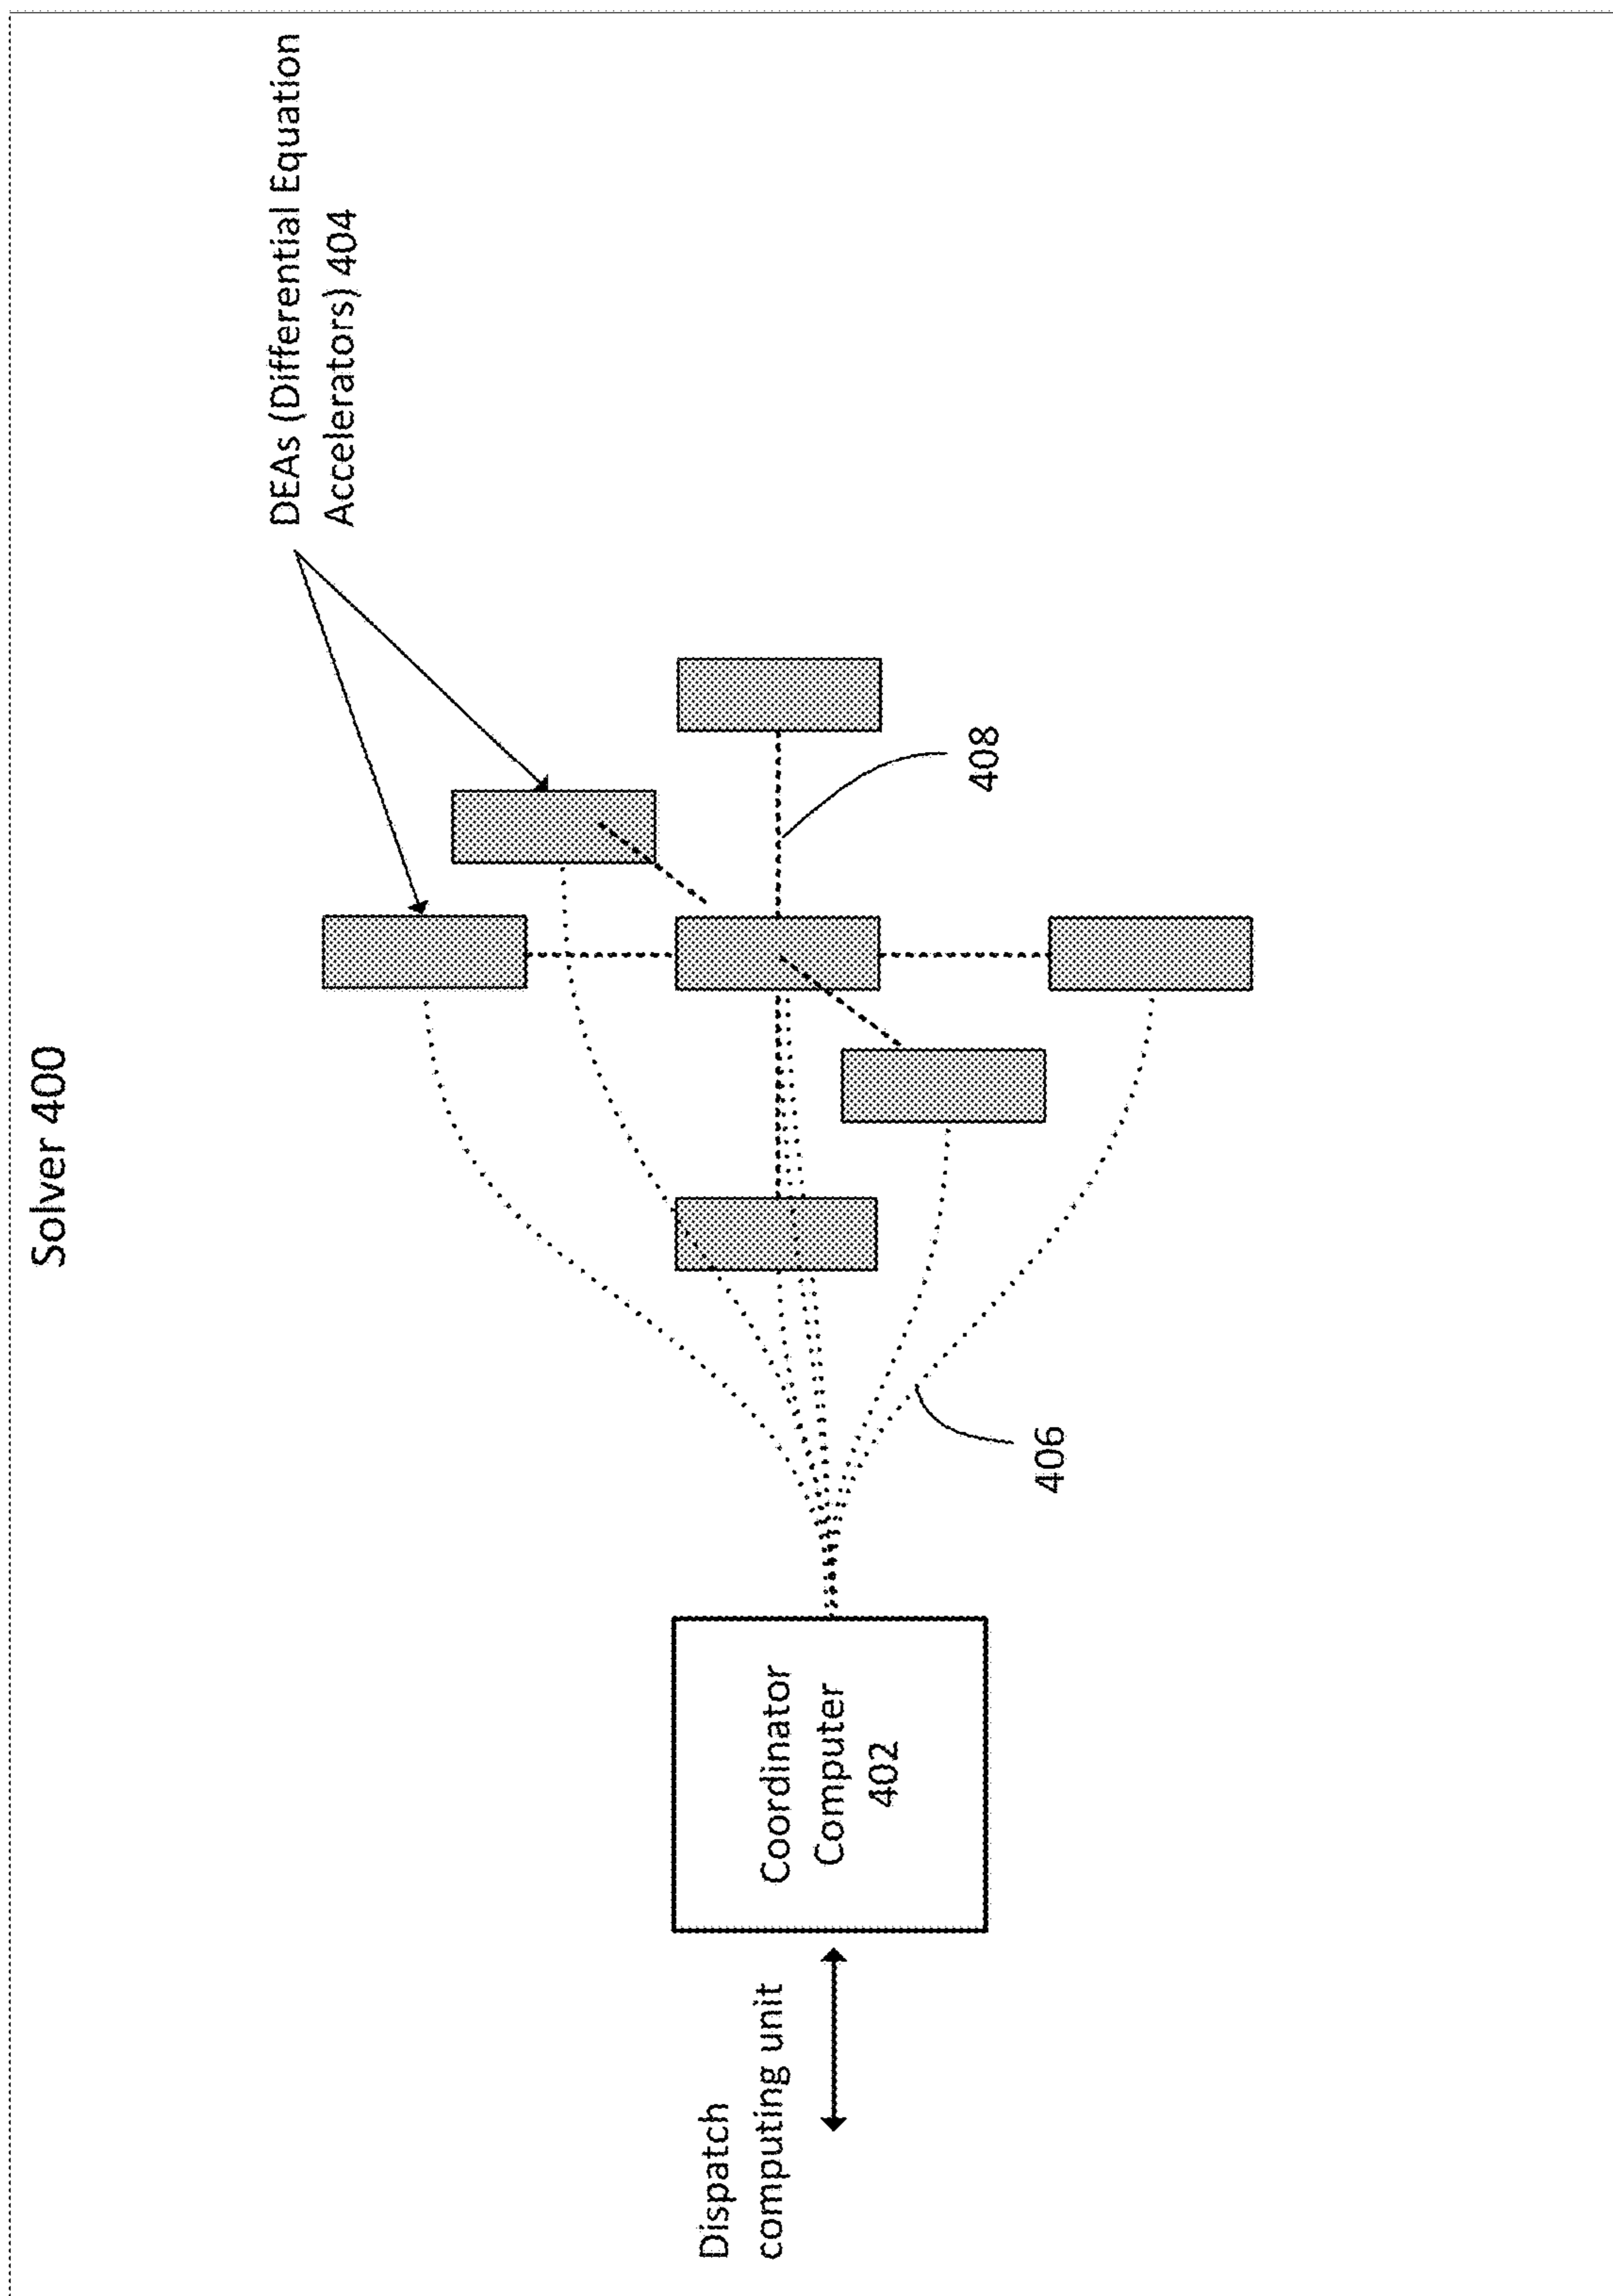 Solver 400
DEAs (Differential Equation
Accelerators) 404
408
406
Coordinator
Computer
402
Dispatch
computing unit